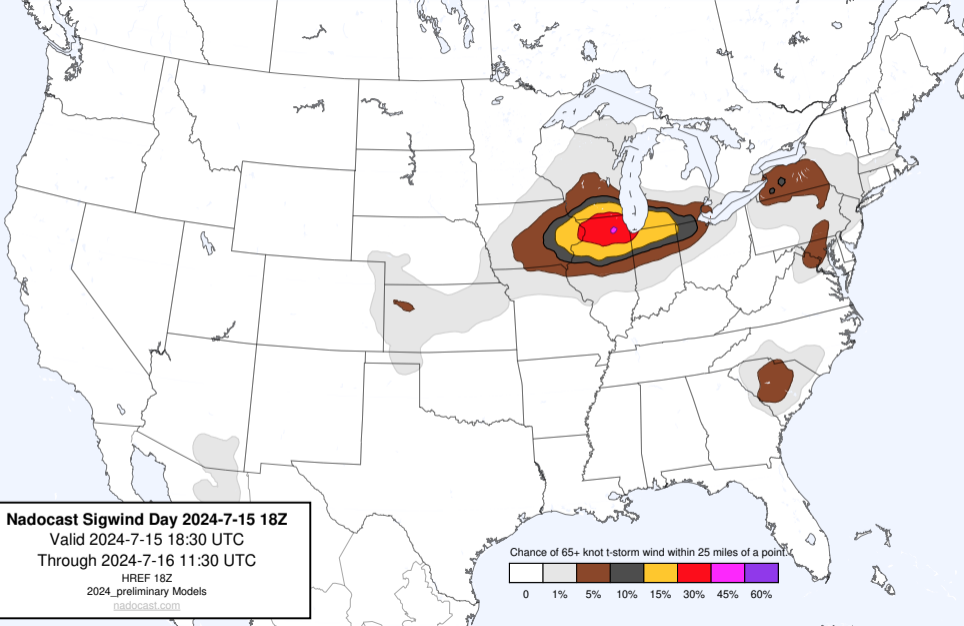 Nadocast Sigwind Day 2024-7-15 18Z
Valid 2024-7-15 18:30 UTC
Through 2024-7-16 11:30 UTC
HREF 18Z
2024_preliminary Models
nadocast.com
Chance of 65+ knot t-storm wind within 25 miles of a point.
0 1% 5% 10% 15% 30% 45% 60%